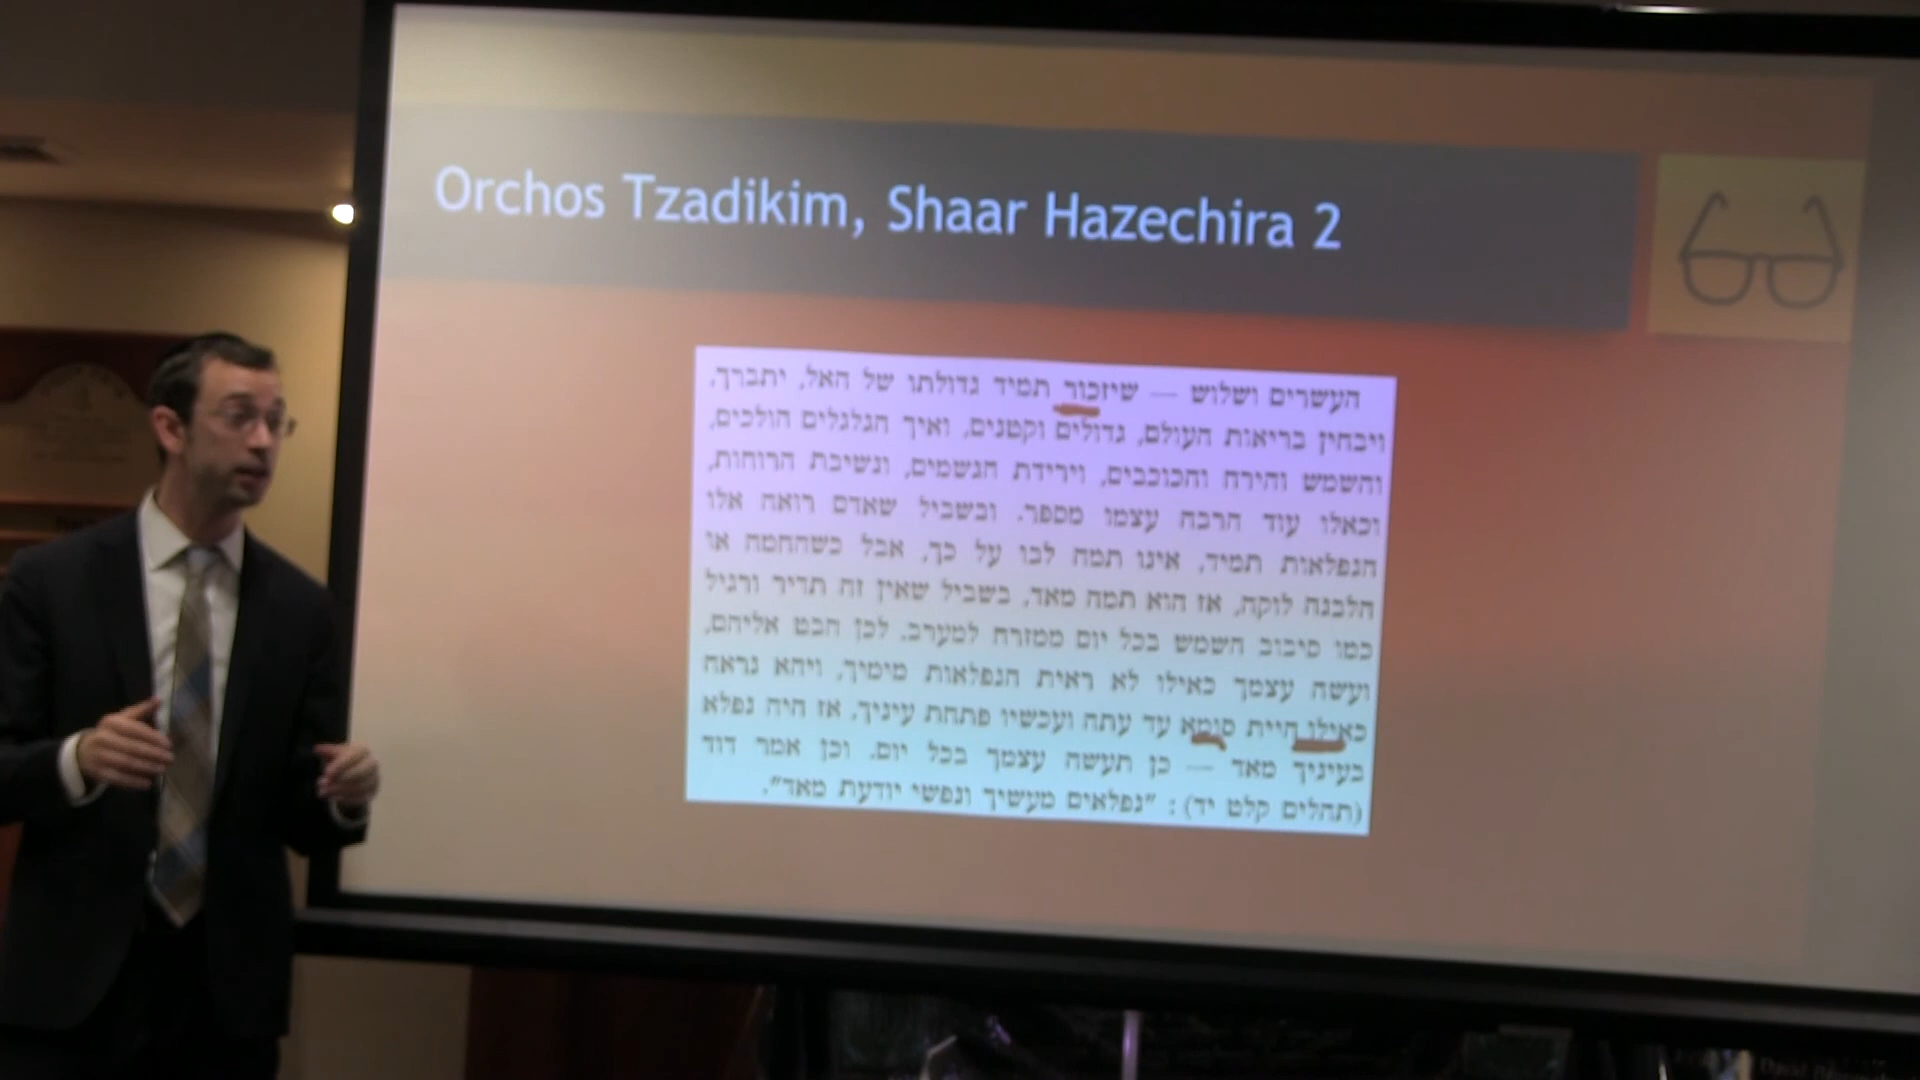 Orchos Tzadikim, Shaar Hazechira 2
העשרים ושלוש — שיזכור תמיד גדולתו של האל, יתברך,
ויבחין בריאות העולם, גדולים וקטנים, ואיך הגלגלים הולכים,
והשמש והירח והכוכבים, וירידת הגשמים, ונשיבת הרוחות,
וכאלו עוד הרבה עצמו מספר. ובשביל שאדם רואה אלו
הנפלאות תמיד, אינו תמה לבו על כך, אבל כשהחמה או
הלבנה לוקה, אז הוא תמה מאד, בשביל שאין זה תדיר ורגיל
כמו סיבוב השמש בכל יום ממזרח למערב. לכן הבט אליהם,
ועשה עצמך כאילו לא ראית הנפלאות מימיך, ויהא נראה
כאילו היית סומא עד עתה ועכשיו פתחת עיניך, אז היה נפלא
בעיניך מאד — כן תעשה עצמך בכל יום. וכן אמר דוד
(תהלים קלט יד): "נפלאים מעשיך ונפשי יודעת מאד".